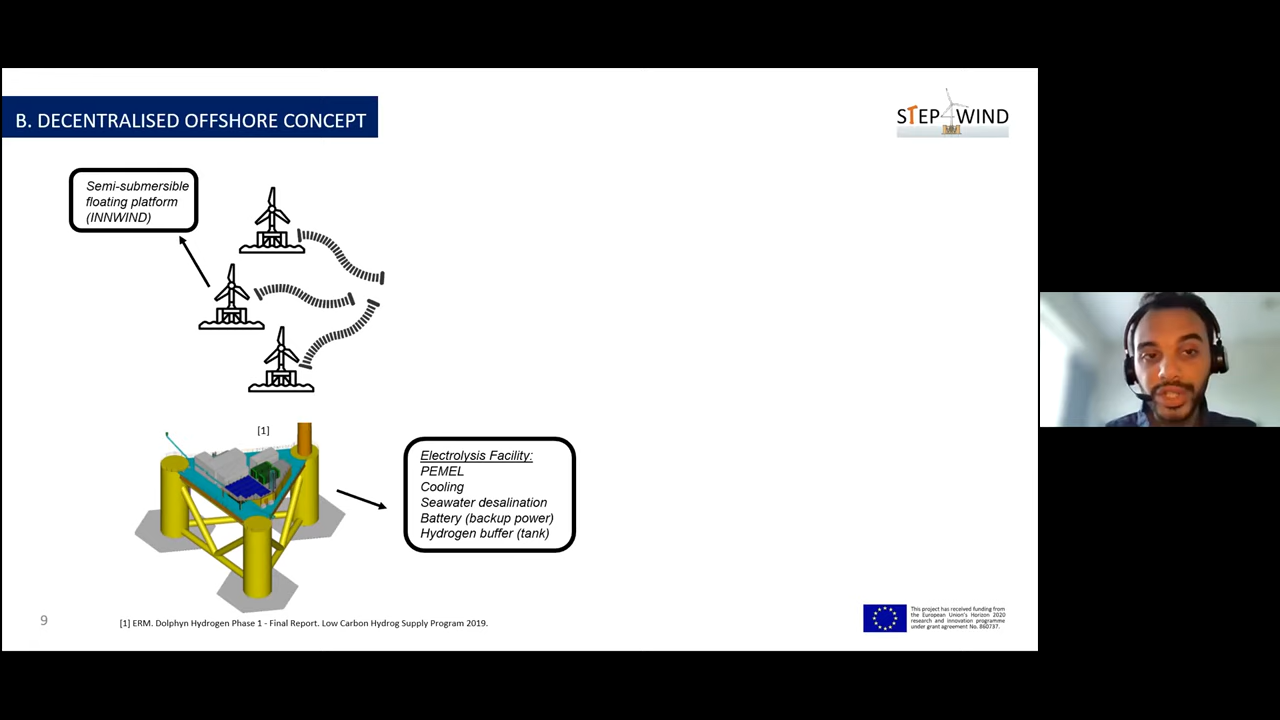 B. DECENTRALISED OFFSHORE CONCEPT
STEP4WIND
Semi-submersible
floating platform
(INNWIND)
[1]
Electrolysis Facility:
PEMEL
Cooling
Seawater desalination
Battery (backup power)
Hydrogen buffer (tank)
9
[1] ERM. Dolphyn Hydrogen Phase 1 - Final Report. Low Carbon Hydrog Supply Program 2019.
This project has received funding from
the European Union's Horizon 2020
research and innovation programme
under grant agreement No. 860737.